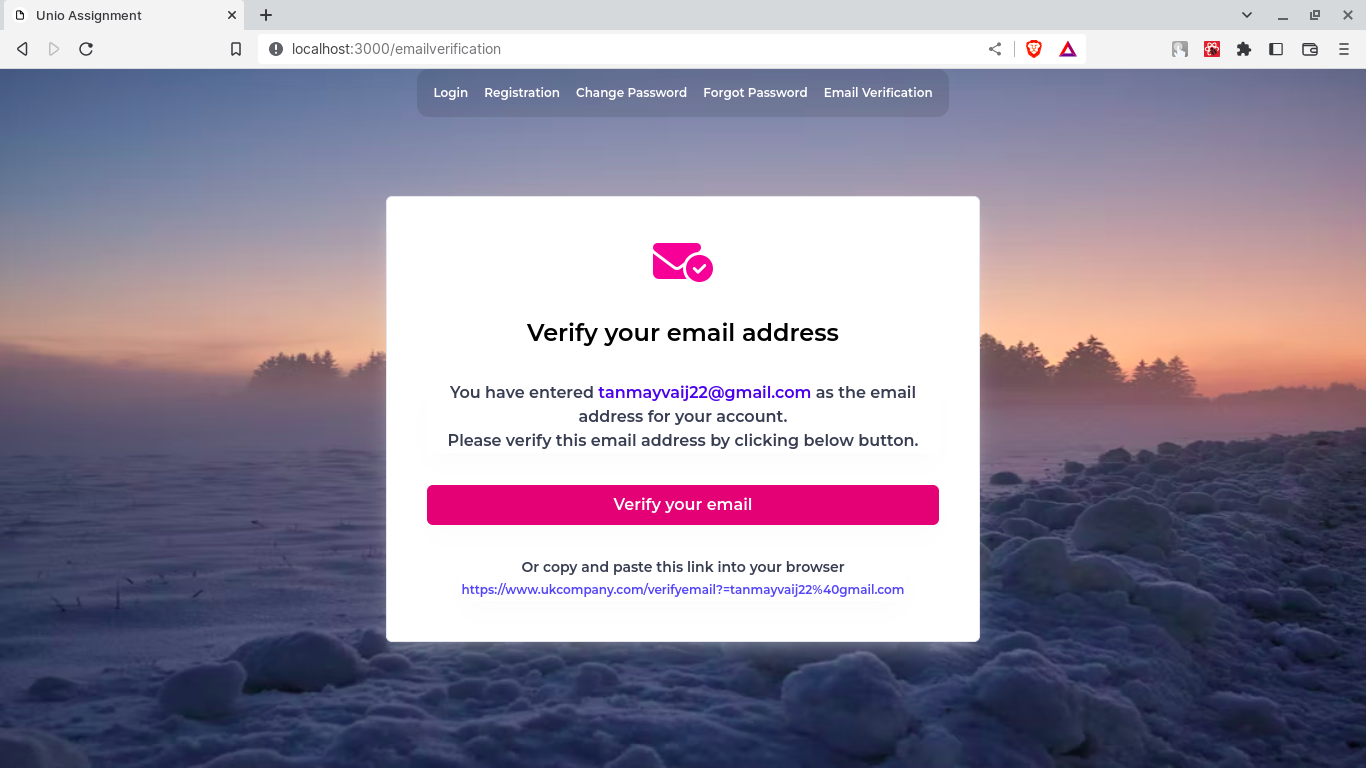 Unio Assignment
localhost:3000/emailverification
Login Registration Change Password Forgot Password Email Verification
Verify your email address
You have entered tanmayvaij22@gmail.com as the email
address for your account.
Please verify this email address by clicking below button.
Verify your email
Or copy and paste this link into your browser
https://www.ukcompany.com/verifyemail?=tanmayvaij22%40gmail.com